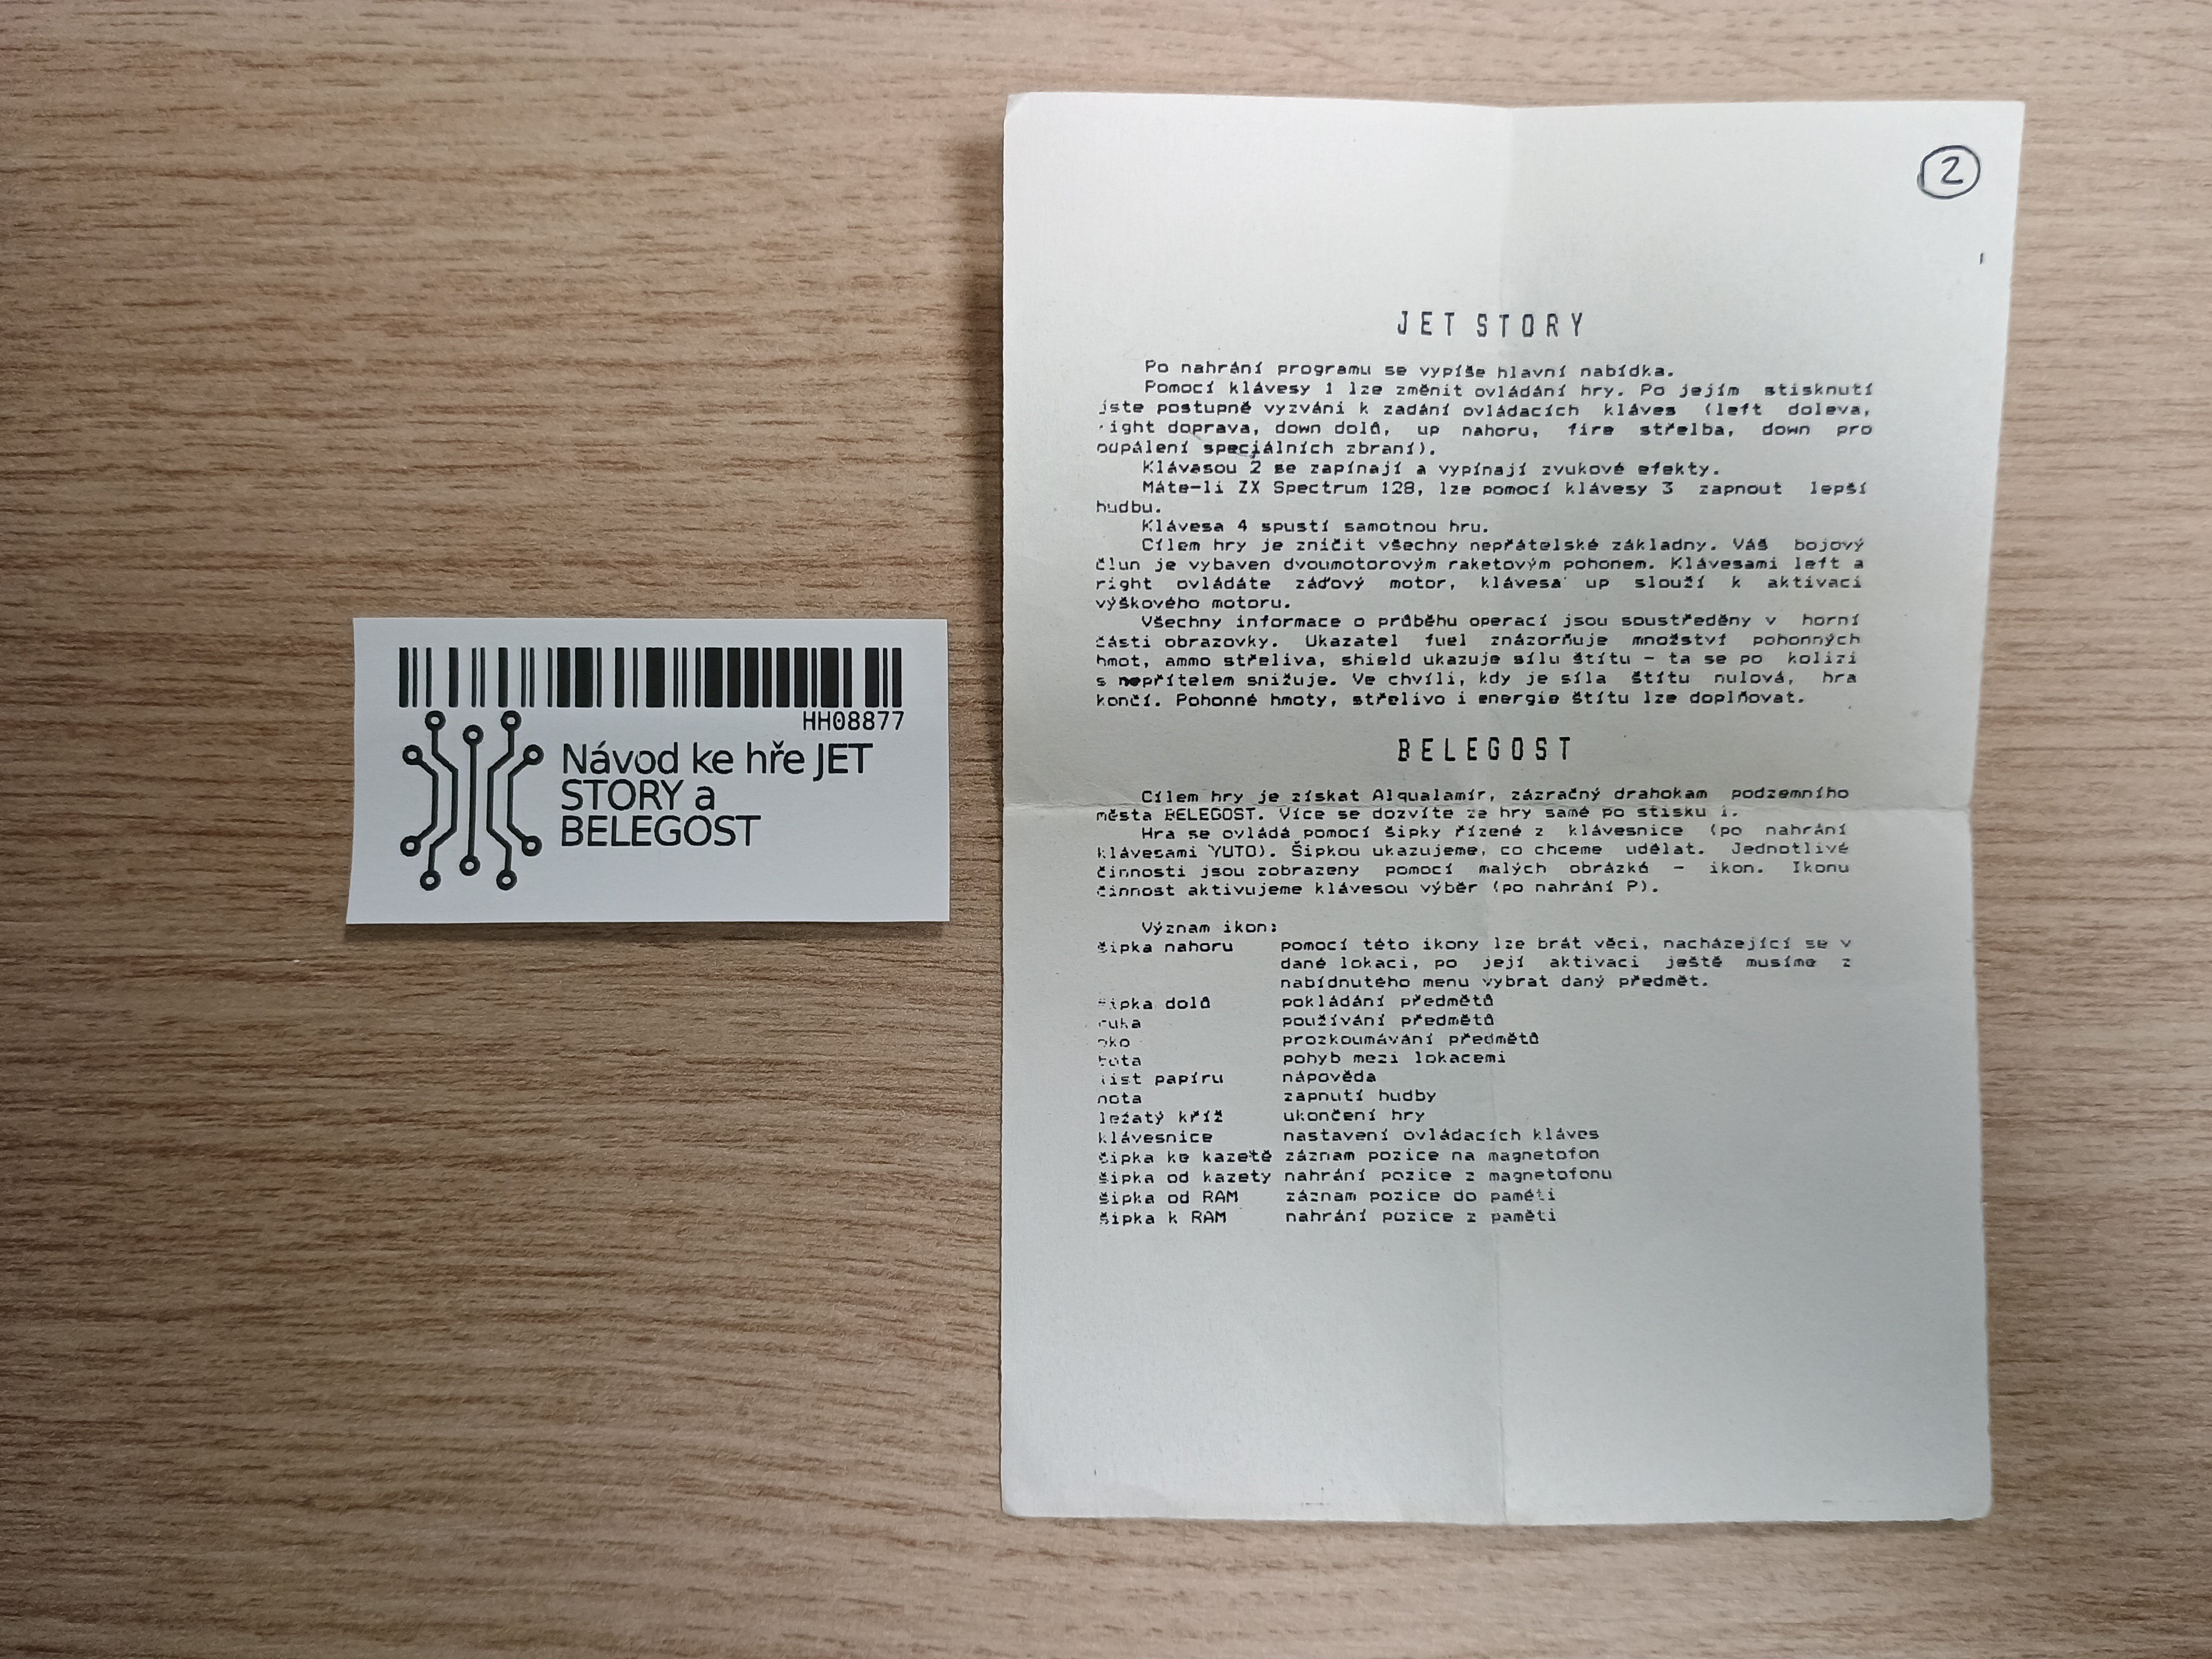 HH08877
Návod ke hře JET
STORY a
BELEGOST
2
JET STORY
Po nahrání programu se vypíše hlavní nabídka.
Pomocí klávesy 1 lze změnit ovládání hry. Po jejím stisknutí
jste postupně vyzváni k zadání ovládacích kláves (left doleva,
right doprava, down dolů, up nahoru, fire střelba, down pro
odpálení speciálních zbraní).
Klávasou 2 se zapínají a vypínají zvukové efekty.
Máte-li ZX Spectrum 128, lze pomocí klávesy 3 zapnout lepší
hudbu.
Klávesa 4 spustí samotnou hru.
Cílem hry je zničit všechny nepřátelské základny. Váš bojový
člun je vybaven dvoumotorovým raketovým pohonem. Klávesami left a
right ovládáte záďový motor, klávesa up slouží k aktivaci
výškového motoru.
Všechny informace o průběhu operací jsou soustředěny v horní
části obrazovky. Ukazatel fuel znázorňuje množství pohonných
hmot, ammo střeliva, shield ukazuje sílu štítu – ta se po kolizi
s nepřítelem snižuje. Ve chvíli, kdy je síla štítu nulová, hra
končí. Pohonné hmoty, střelivo i energie štítu lze doplňovat.
BELEGOST
Cílem hry je získat Alqualamír, zázračný drahokam podzemního
města BELEGOST. Více se dozvíte ze hry samé po stisku i.
Hra se ovládá pomocí šipky řízené z klávesnice (po nahrání
klávesami YUTO). Šipkou ukazujeme, co chceme udělat. Jednotlivé
činnosti jsou zobrazeny pomocí malých obrázků – ikon. Ikonu
činnost aktivujeme klávesou výběr (po nahrání P).
Význam ikon:
šipka nahoru pomocí této ikony lze brát věci, nacházející se v
dané lokaci, po její aktivaci ještě musíme z
nabídnutého menu vybrat daný předmět.
šipka dolů pokládání předmětů
ruka používání předmětů
oko prozkoumávání předmětů
bota pohyb mezi lokacemi
list papíru nápověda
nota zapnutí hudby
ležatý kříž ukončení hry
klávesnice nastavení ovládacích kláves
šipka ke kazetě záznam pozice na magnetofon
šipka od kazety nahrání pozice z magnetofonu
šipka od RAM záznam pozice do paměti
šipka k RAM nahrání pozice z paměti